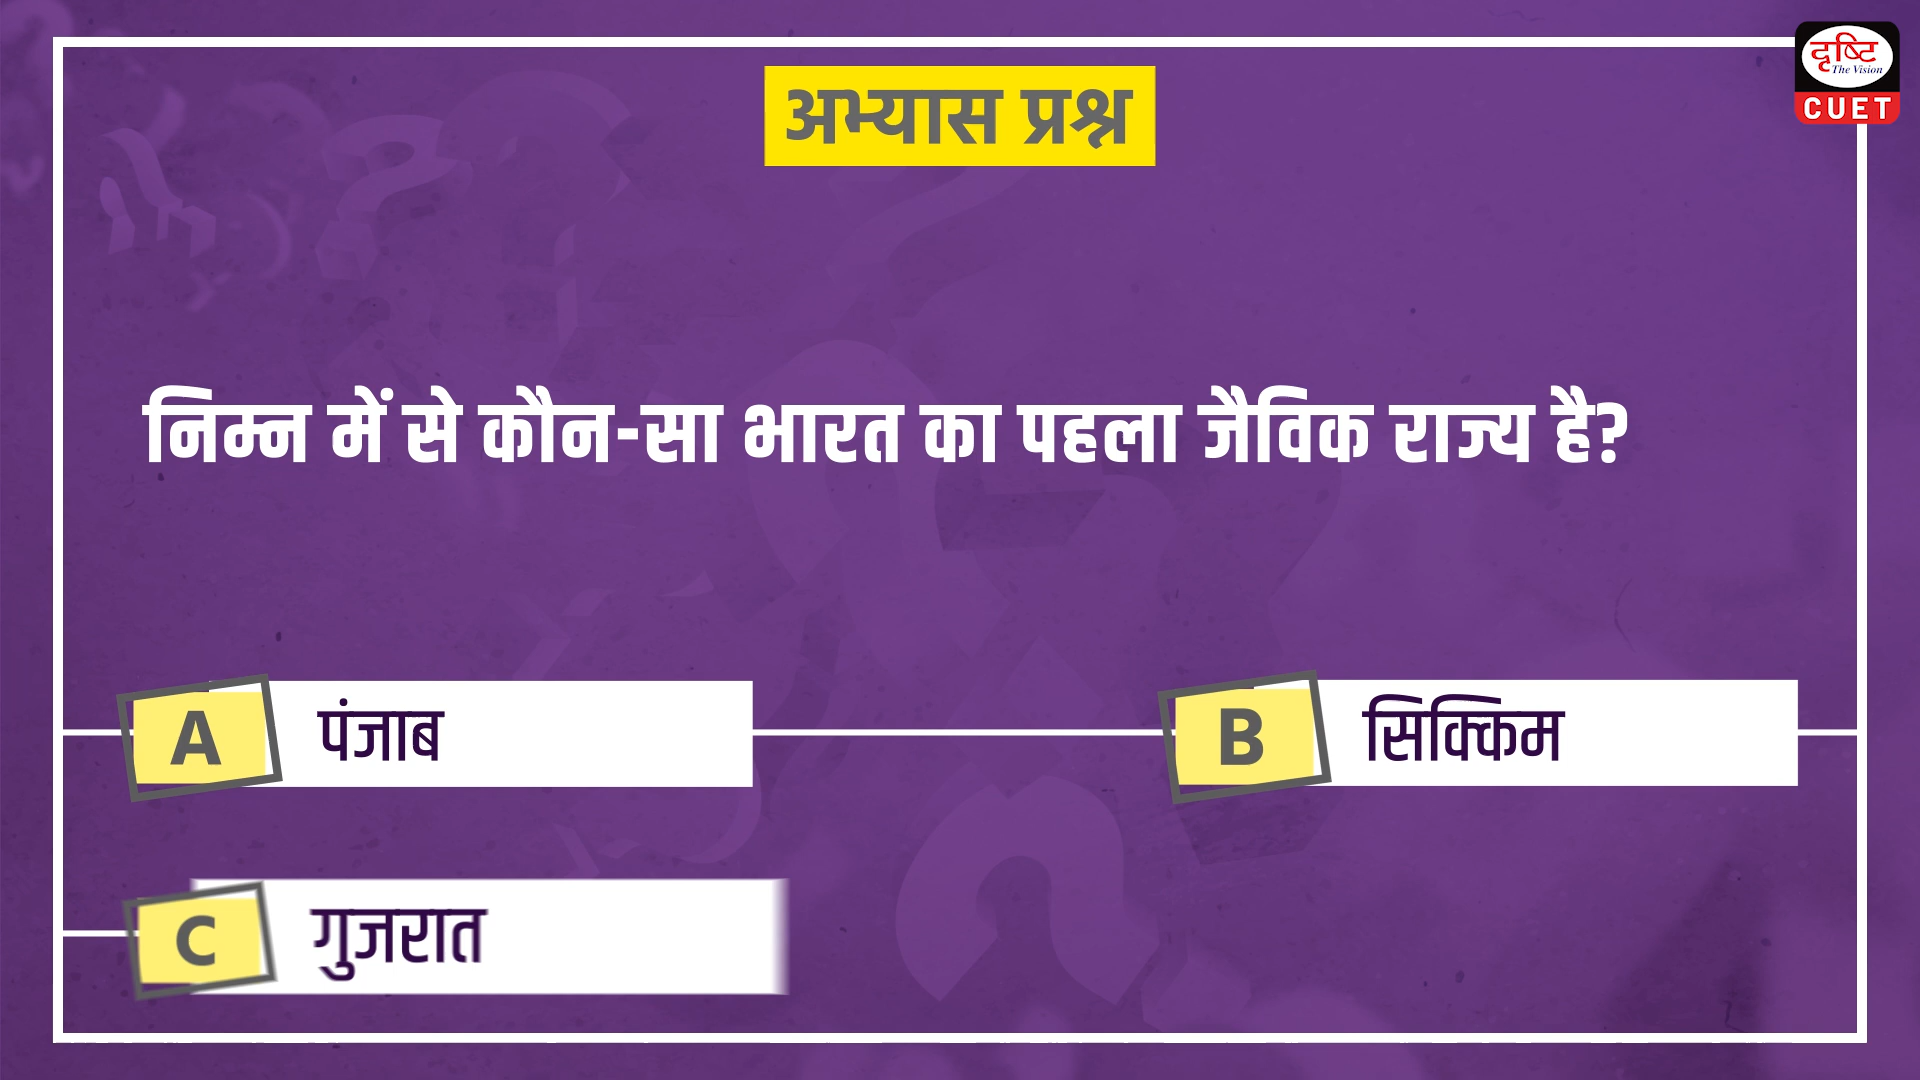 दृष्टि
The Vision
CUET
अभ्यास प्रश्न
निम्न में से कौन-सा भारत का पहला जैविक राज्य है?
A पंजाब
B सिक्किम
C गुजरात